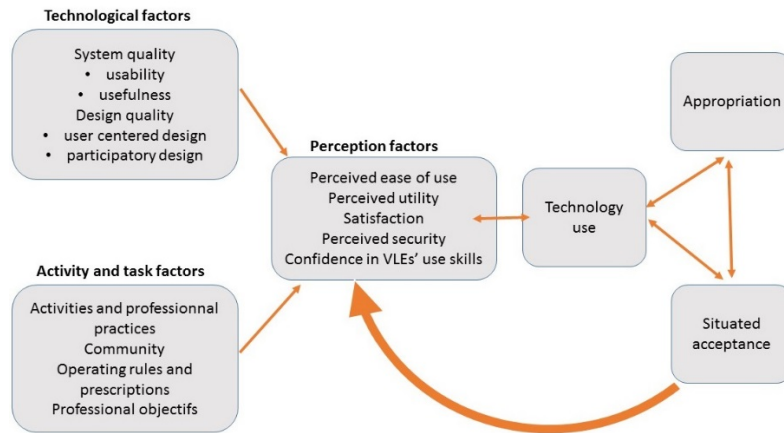 Technological factors
System quality
• usability
• usefulness
Design quality
• user centered design
• participatory design
Activity and task factors
Activities and professionnal
practices
Community
Operating rules and
prescriptions
Professional objectifs
Perception factors
Perceived ease of use
Perceived utility
Satisfaction
Perceived security
Confidence in VLEs' use skills
Technology
use
Appropriation
Situated
acceptance